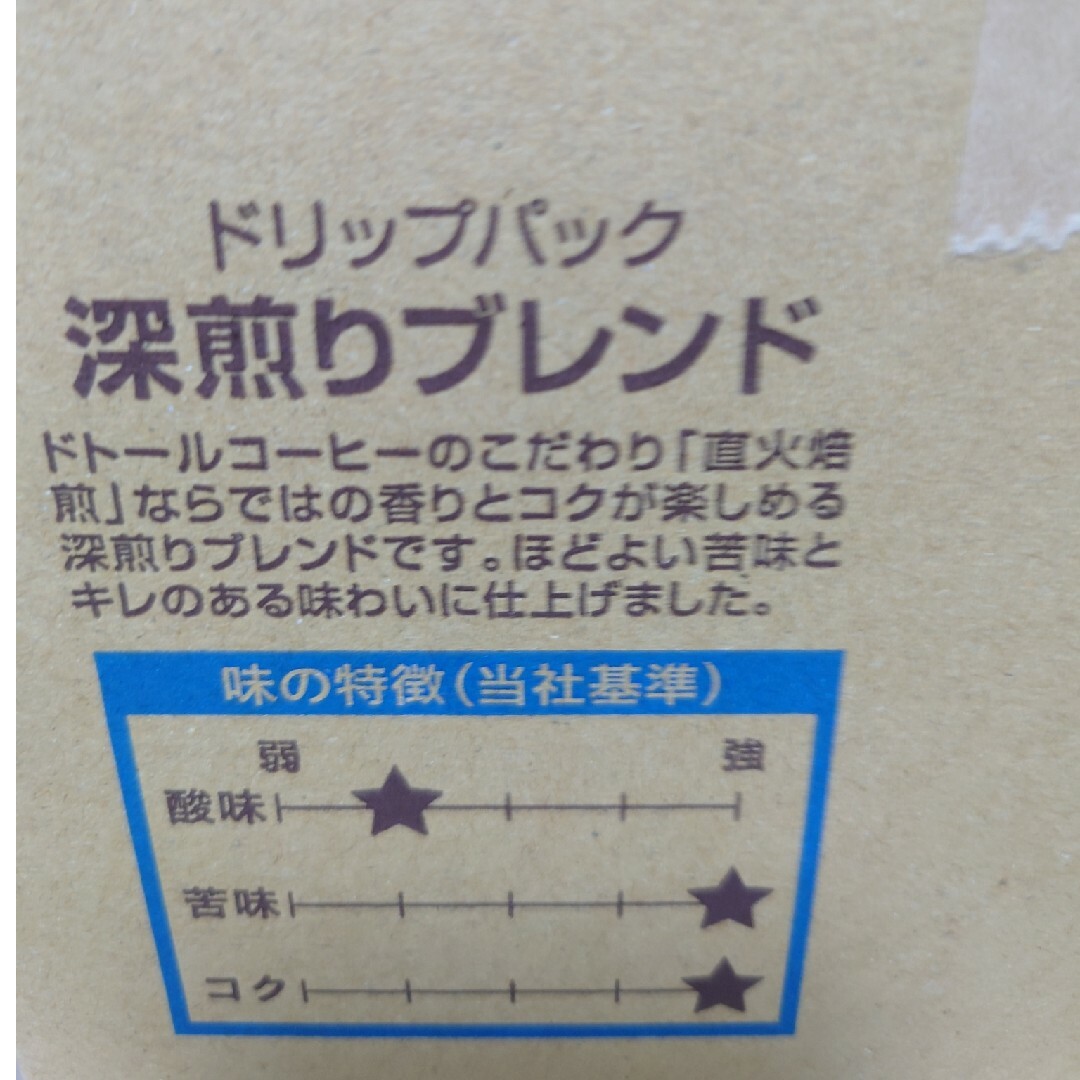 ドリップパック
深煎りブレンド
ドトールコーヒーのこだわり「直火焙
煎」ならではの香りとコクが楽しめる
深煎りブレンドです。ほどよい苦味と
キレのある味わいに仕上げました。
味の特徴(当社基準)
弱 強
酸味
苦味
コク